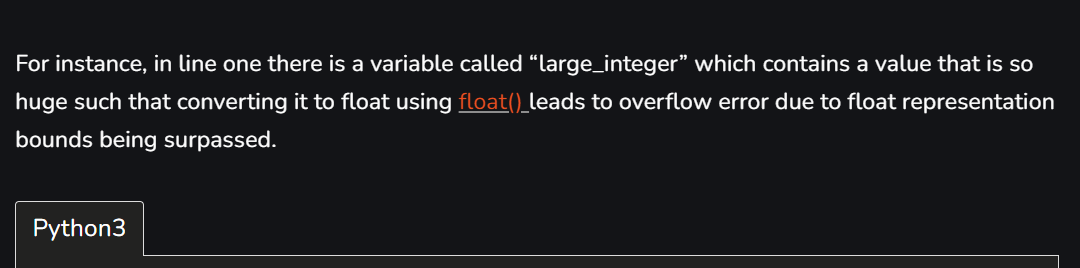 For instance, in line one there is a variable called “large_integer” which contains a value that is so
huge such that converting it to float using float() leads to overflow error due to float representation
bounds being surpassed.
Python3